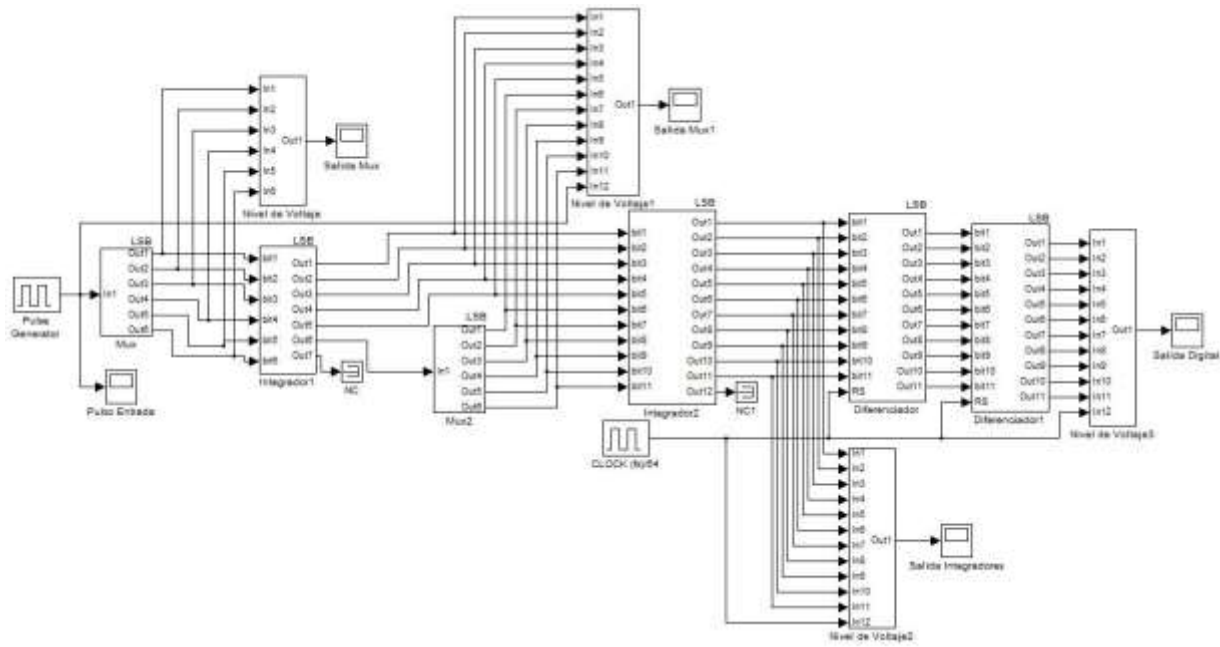 In1
In2
In3
In4
In5
In6
Out1
Nivel de Voltaje
Salida Mux
In1
In2
In3
In4
In5
In6
In7
In8
In9
In10
In11
In12
Out1
Nivel de Voltaje1
Salida Mux1
Pulse
Generator
Pulso Entrada
LSB
In1
Out1
Out2
Out3
Out4
Out5
Out6
Mux
LSB
bit1
bit2
bit3
bit4
bit5
bit6
Out1
Out2
Out3
Out4
Out5
Out6
Out7
Integrador1
NC
LSB
In1
Out1
Out2
Out3
Out4
Out5
Out6
Mux2
LSB
bit1
bit2
bit3
bit4
bit5
bit6
bit7
bit8
bit9
bit10
bit11
Out1
Out2
Out3
Out4
Out5
Out6
Out7
Out8
Out9
Out10
Out11
Out12
Integrador2
NC1
CLOCK (fs)/64
LSB
bit1
bit2
bit3
bit4
bit5
bit6
bit7
bit8
bit9
bit10
bit11
RS
Out1
Out2
Out3
Out4
Out5
Out6
Out7
Out8
Out9
Out10
Out11
Diferenciador
LSB
bit1
bit2
bit3
bit4
bit5
bit6
bit7
bit8
bit9
bit10
bit11
RS
Out1
Out2
Out3
Out4
Out5
Out6
Out7
Out8
Out9
Out10
Out11
Diferenciador1
In1
In2
In3
In4
In5
In6
In7
In8
In9
In10
In11
In12
Out1
Nivel de Voltaje3
Salida Digital
In1
In2
In3
In4
In5
In6
In7
In8
In9
In10
In11
In12
Out1
Nivel de Voltaje2
Salida Integradores